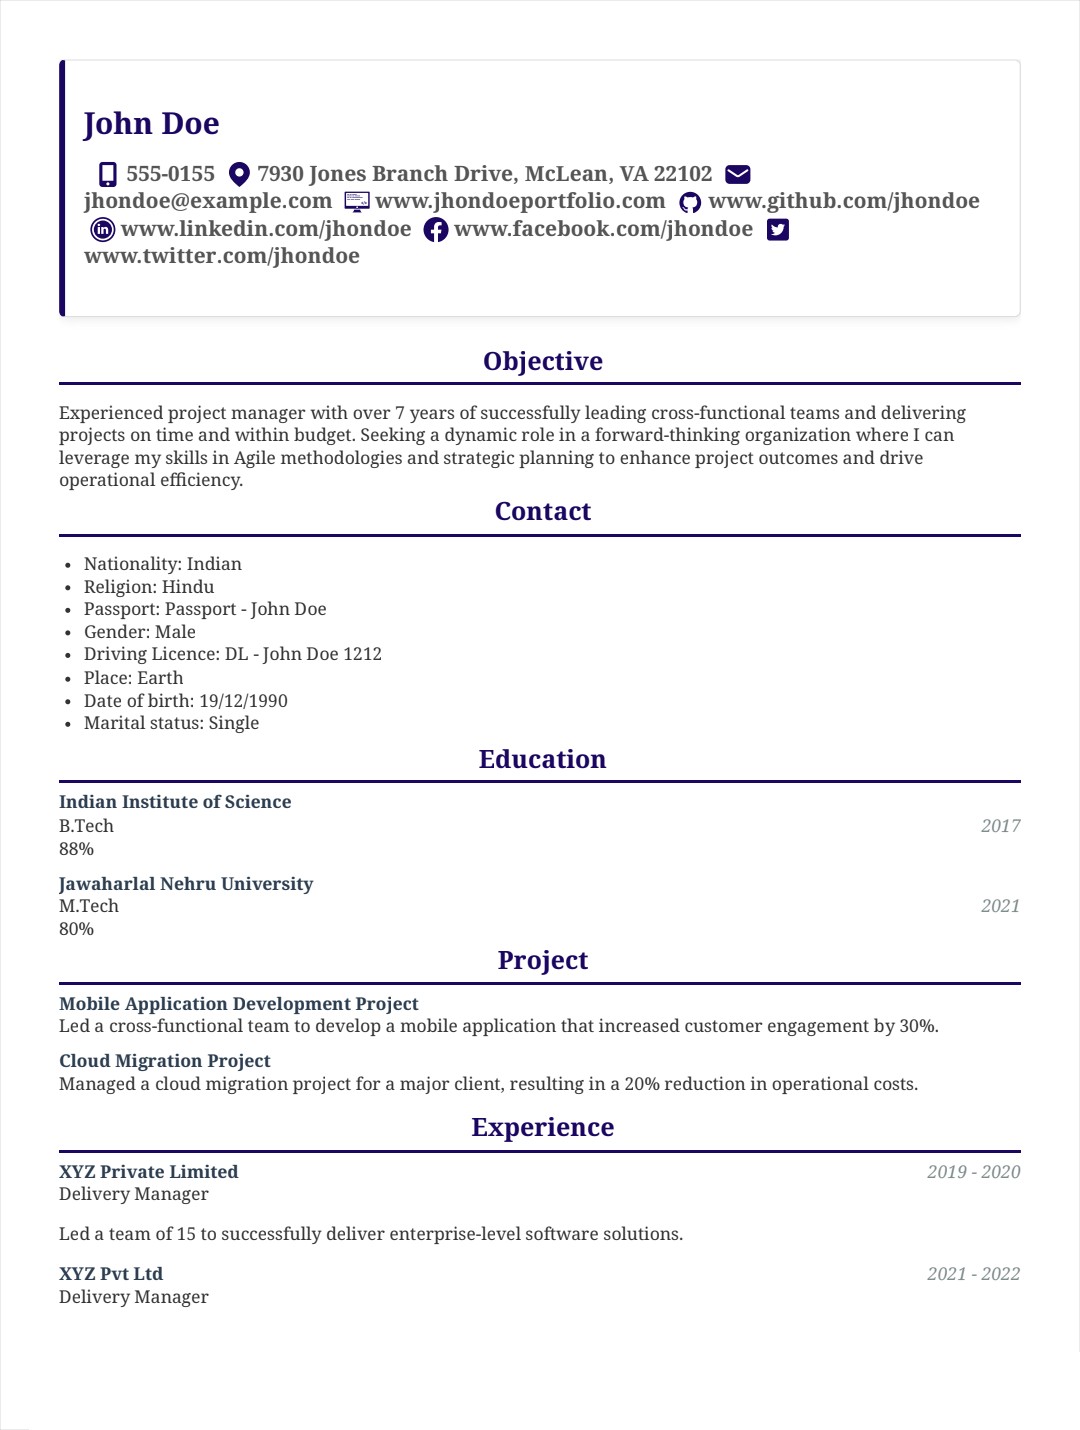 John Doe
555-0155 7930 Jones Branch Drive, McLean, VA 22102
jhondoe@example.com www.jhondoeportfolio.com www.github.com/jhondoe
www.linkedin.com/jhondoe www.facebook.com/jhondoe
www.twitter.com/jhondoe
Objective
Experienced project manager with over 7 years of successfully leading cross-functional teams and delivering
projects on time and within budget. Seeking a dynamic role in a forward-thinking organization where I can
leverage my skills in Agile methodologies and strategic planning to enhance project outcomes and drive
operational efficiency.
Contact
• Nationality: Indian
• Religion: Hindu
• Passport: Passport - John Doe
• Gender: Male
• Driving Licence: DL - John Doe 1212
• Place: Earth
• Date of birth: 19/12/1990
• Marital status: Single
Education
Indian Institute of Science
B.Tech 2017
88%
Jawaharlal Nehru University
M.Tech 2021
80%
Project
Mobile Application Development Project
Led a cross-functional team to develop a mobile application that increased customer engagement by 30%.
Cloud Migration Project
Managed a cloud migration project for a major client, resulting in a 20% reduction in operational costs.
Experience
XYZ Private Limited 2019 - 2020
Delivery Manager
Led a team of 15 to successfully deliver enterprise-level software solutions.
XYZ Pvt Ltd 2021 - 2022
Delivery Manager